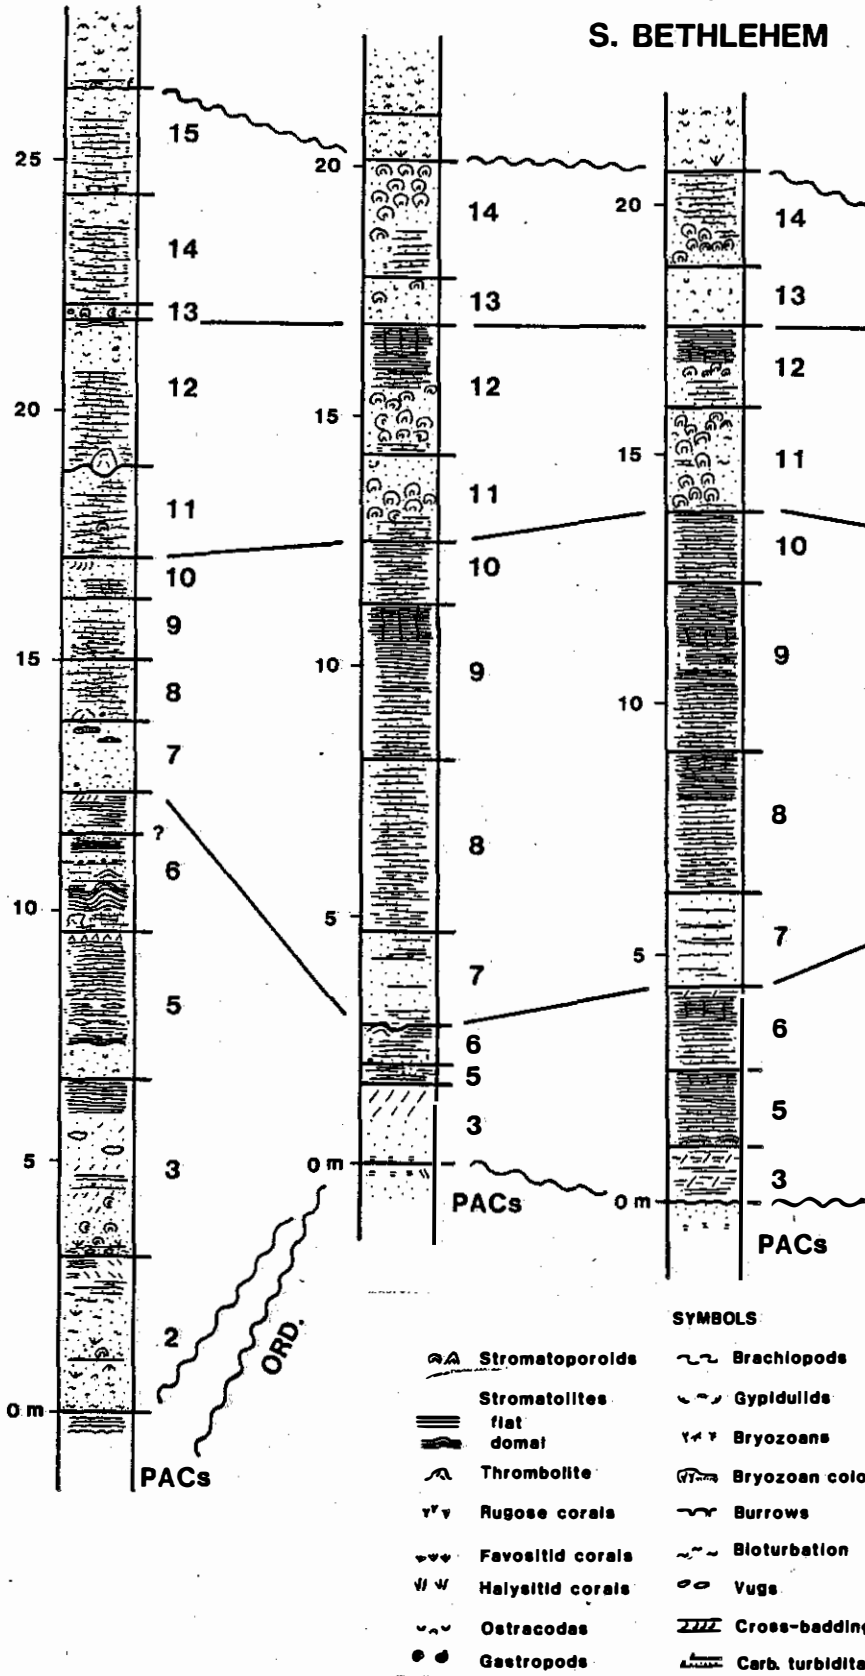 S. BETHLEHEM
25
20
15
10
5
0 m
15
14
13
12
11
10
9
8
7
?
6
5
3
2
PACs
ORD.
20
15
10
5
0 m
14
13
12
11
10
9
8
7
6
5
3
PACs
20
15
10
5
0 m
14
13
12
11
10
9
8
7
6
5
3
PACs
SYMBOLS
Stromatoporoids
Stromatolites
flat
domal
Thrombolite
Rugose corals
Favositid corals
Halysitid corals
Ostracodas
Gastropods
Brachiopods
Gypidulids
Bryozoans
Bryozoan colo
Burrows
Bioturbation
Vugs
Cross-bedding
Carb. turbidite